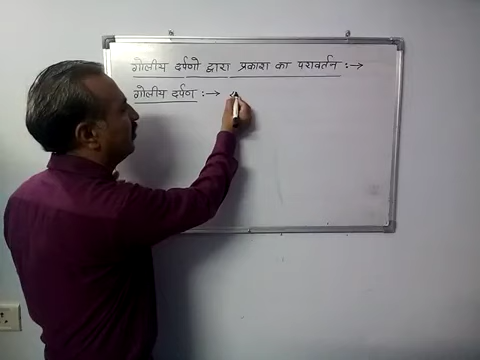 गोलीय दर्पणो द्वारा प्रकाश का परावर्तन :→
गोलीय दर्पण :→